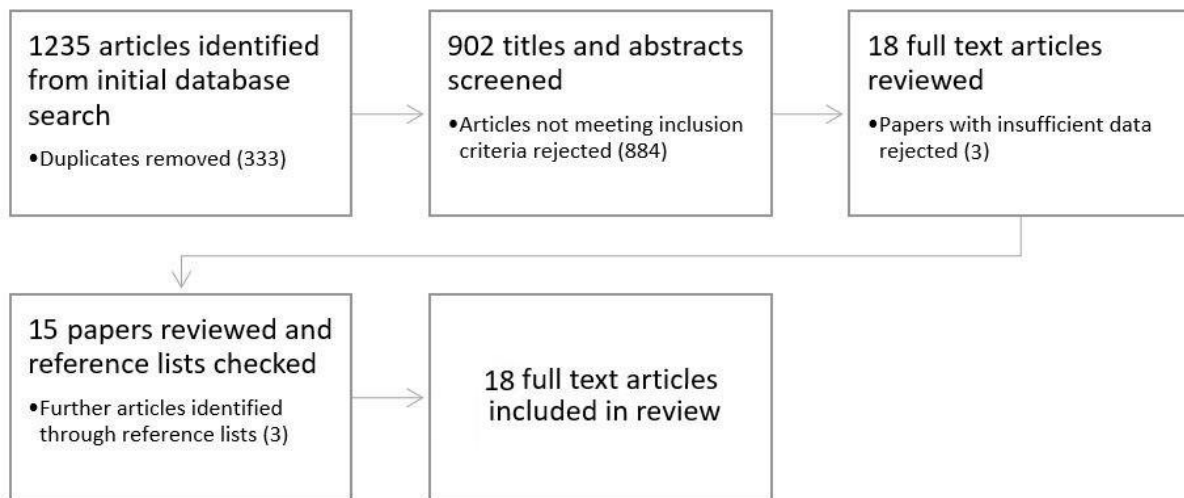 1235 articles identified
from initial database
search
•Duplicates removed (333)
902 titles and abstracts
screened
•Articles not meeting inclusion
criteria rejected (884)
18 full text articles
reviewed
•Papers with insufficient data
rejected (3)
15 papers reviewed and
reference lists checked
•Further articles identified
through reference lists (3)
18 full text articles
included in review